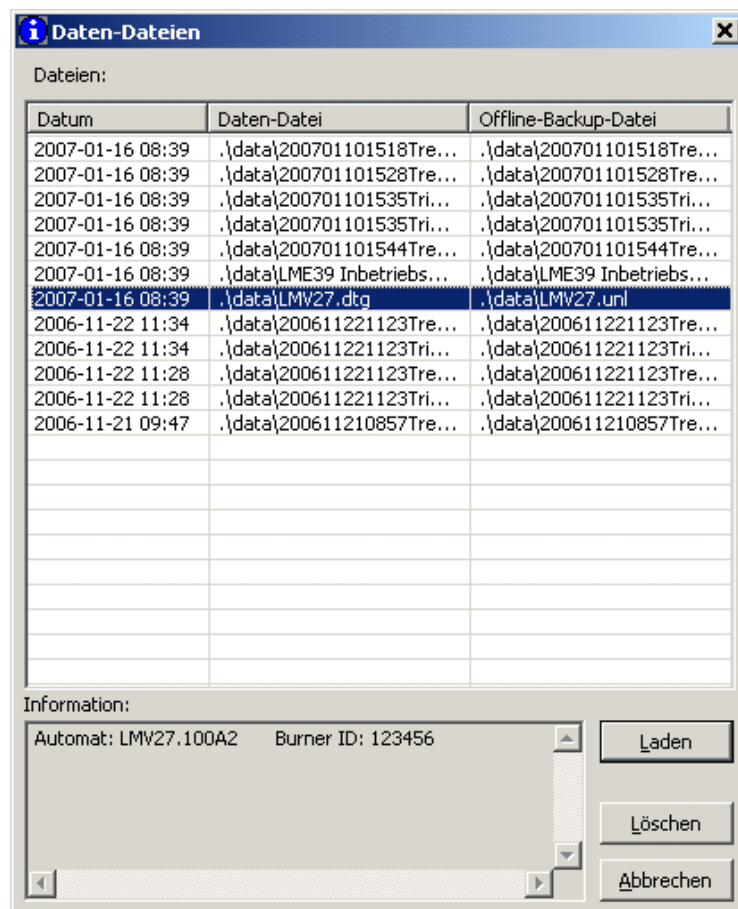 Daten-Dateien
Dateien:
Datum Daten-Datei Offline-Backup-Datei
2007-01-16 08:39 .\data\200701101518Tre... .\data\200701101518Tre...
2007-01-16 08:39 .\data\200701101528Tre... .\data\200701101528Tre...
2007-01-16 08:39 .\data\200701101535Tri... .\data\200701101535Tri...
2007-01-16 08:39 .\data\200701101535Tri... .\data\200701101535Tri...
2007-01-16 08:39 .\data\200701101544Tre... .\data\200701101544Tre...
2007-01-16 08:39 .\data\LME39 Inbetriebs... .\data\LME39 Inbetriebs...
2007-01-16 08:39 .\data\LMV27.dtg .\data\LMV27.unl
2006-11-22 11:34 .\data\200611221123Tre... .\data\200611221123Tre...
2006-11-22 11:34 .\data\200611221123Tri... .\data\200611221123Tri...
2006-11-22 11:28 .\data\200611221123Tre... .\data\200611221123Tre...
2006-11-22 11:28 .\data\200611221123Tri... .\data\200611221123Tri...
2006-11-21 09:47 .\data\200611210857Tre... .\data\200611210857Tre...
Information:
Automat: LMV27.100A2 Burner ID: 123456
Laden
Löschen
Abbrechen